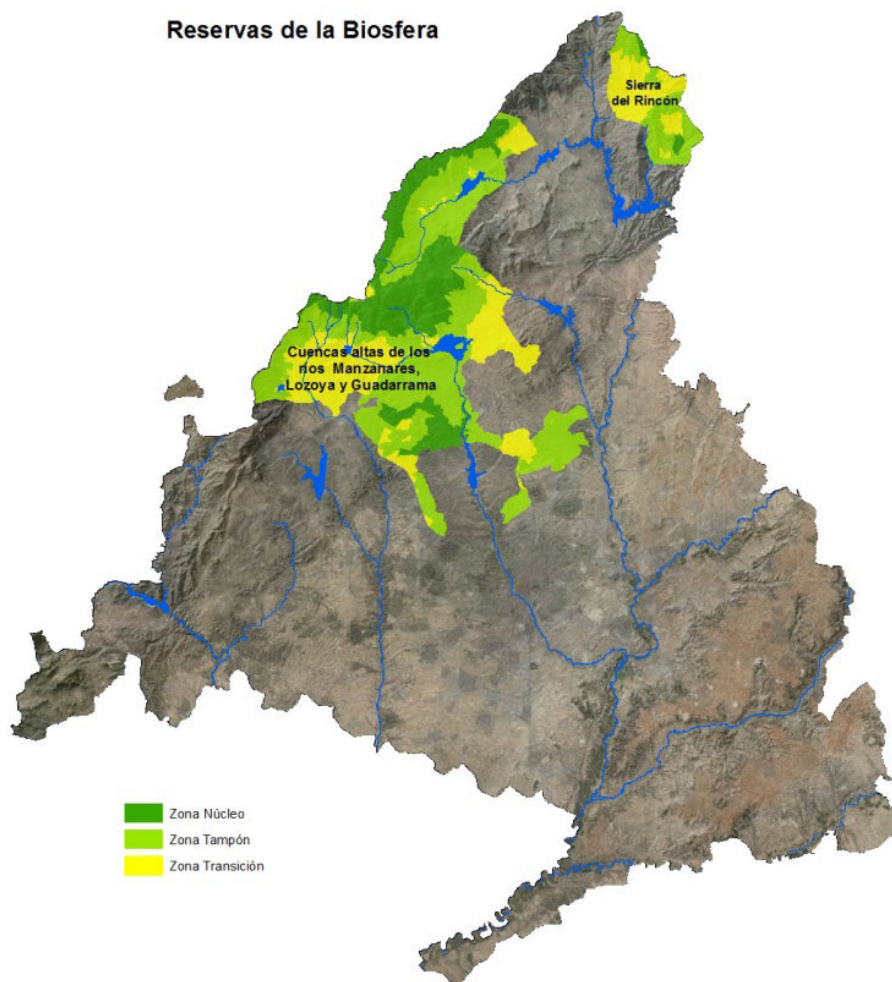 Reservas de la Biosfera
Sierra
del Rincón
Cuencas altas de los
nos Manzanares,
Lozoya y Guadarrama
Zona Núcleo
Zona Tampón
Zona Transición